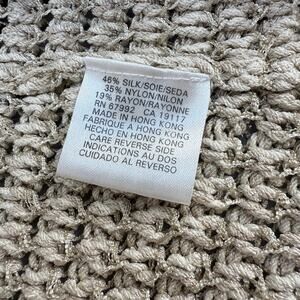 46% SILK/SOIE/SEDA
35% NYLON/NILON
19% RAYON/RAYONNE
RN 67992 CA 19117
MADE IN HONG KONG
FABRIQUE A HONG KONG
HECHO EN HONG KONG
CARE REVERSE SIDE
INDICATIONS AU DOS
CUIDADO AL REVERSO